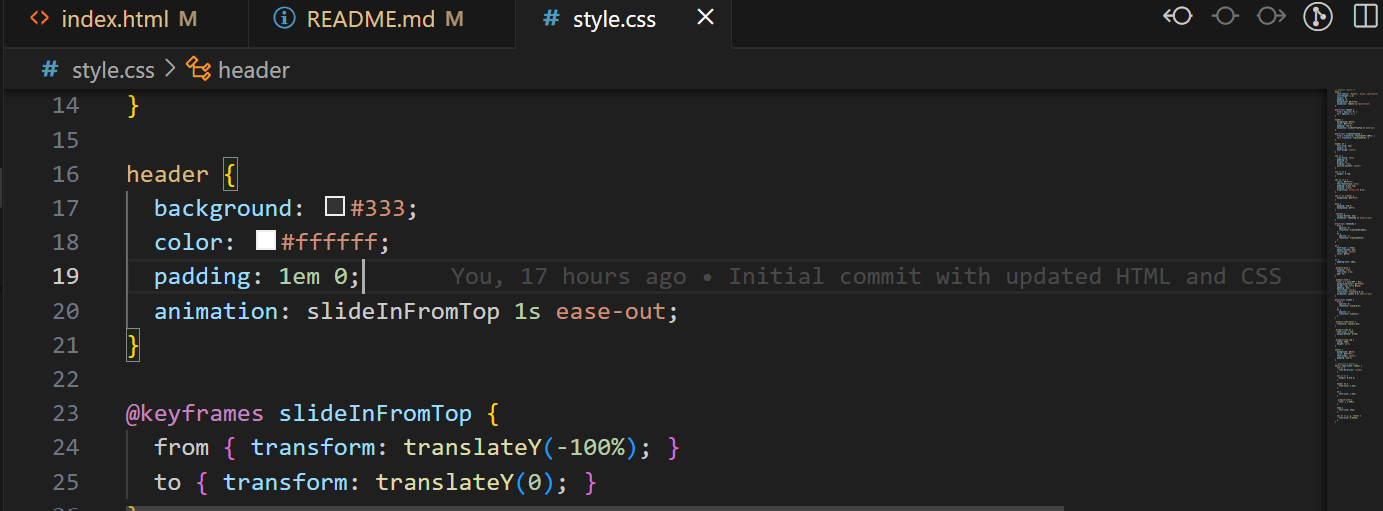 index.html M README.md M style.css
style.css > header
14 }
15
16 header {
17 background: #333;
18 color: #ffffff;
19 padding: 1em 0; You, 17 hours ago • Initial commit with updated HTML and CSS
20 animation: slideInFromTop 1s ease-out;
21 }
22
23 @keyframes slideInFromTop {
24 from { transform: translateY(-100%); }
25 to { transform: translateY(0); }